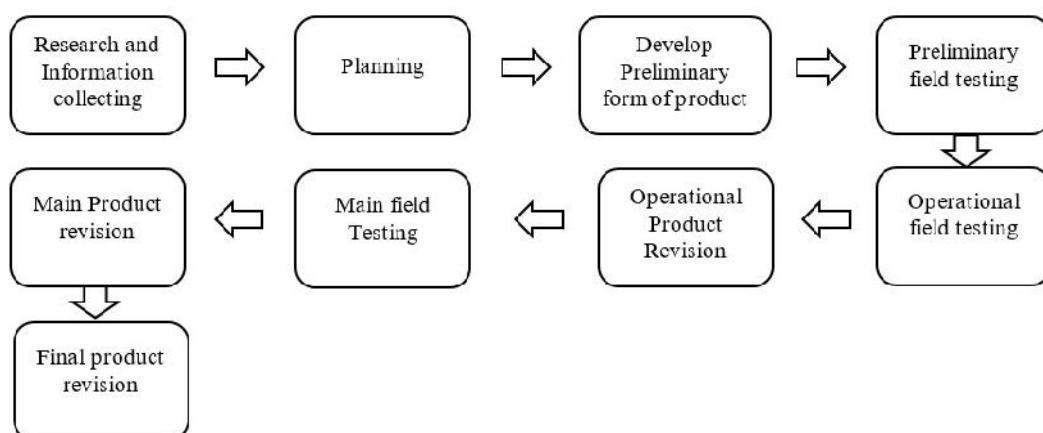 Research and
Information
collecting
Planning
Develop
Preliminary
form of product
Preliminary
field testing
Operational
field testing
Operational
Product
Revision
Main field
Testing
Main Product
revision
Final product
revision